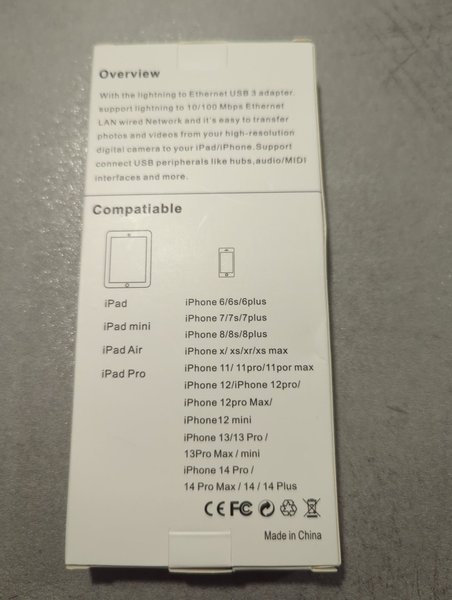 Overview
With the lightning to Ethernet USB 3 adapter,
support lightning to 10/100 Mbps Ethernet
LAN wired Network and it's easy to transfer
photos and videos from your high-resolution
digital camera to your iPad/iPhone.Support
connect USB peripherals like hubs,audio/MIDI
interfaces and more.
Compatiable
iPad
iPad mini
iPad Air
iPad Pro
iPhone 6/6s/6plus
iPhone 7/7s/7plus
iPhone 8/8s/8plus
iPhone x/ xs/xr/xs max
iPhone 11/ 11pro/11por max
iPhone 12/iPhone 12pro/
iPhone 12pro Max/
iPhone12 mini
iPhone 13/13 Pro /
13Pro Max / mini
iPhone 14 Pro /
14 Pro Max / 14 / 14 Plus
CE FC
Made in China